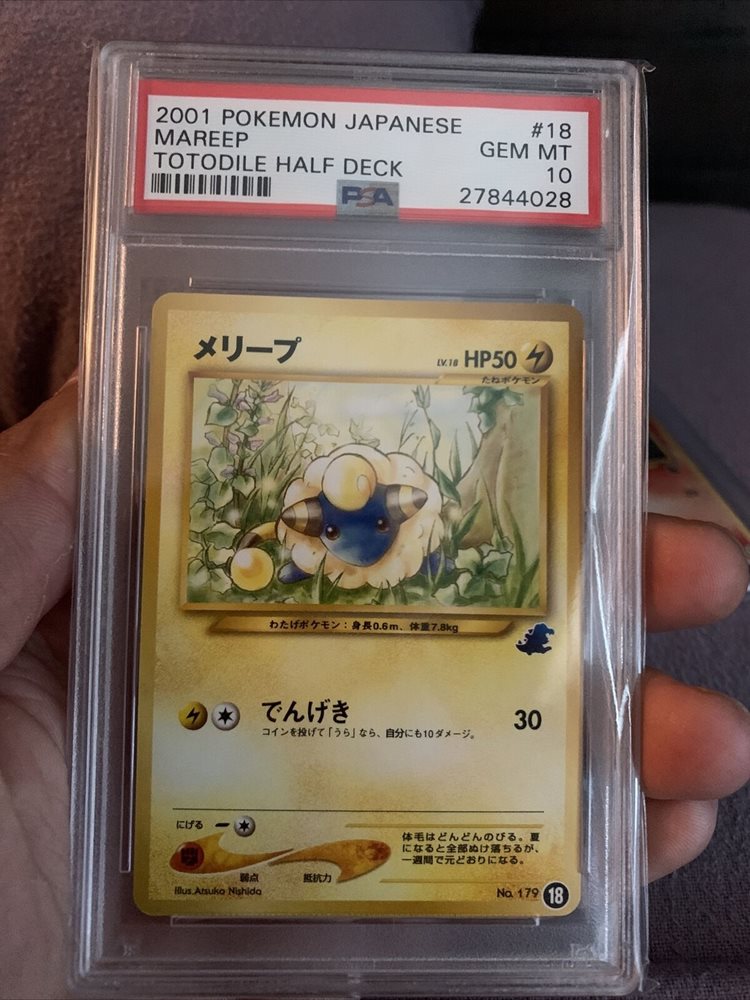 2001 POKEMON JAPANESE #18
MAREEP GEM MT
TOTODILE HALF DECK 10
PSA 27844028
メリープ LV.18 HP50
たねポケモン
わたげポケモン：身長0.6m、体重7.8kg
でんげき 30
コインを投げて「うら」なら、自分にも10ダメージ。
にげる
体毛はどんどんのびる。夏
になると全部ぬけ落ちるが、
一週間で元どおりになる。
弱点 抵抗力
Illus.Atsuko Nishida No. 179 18